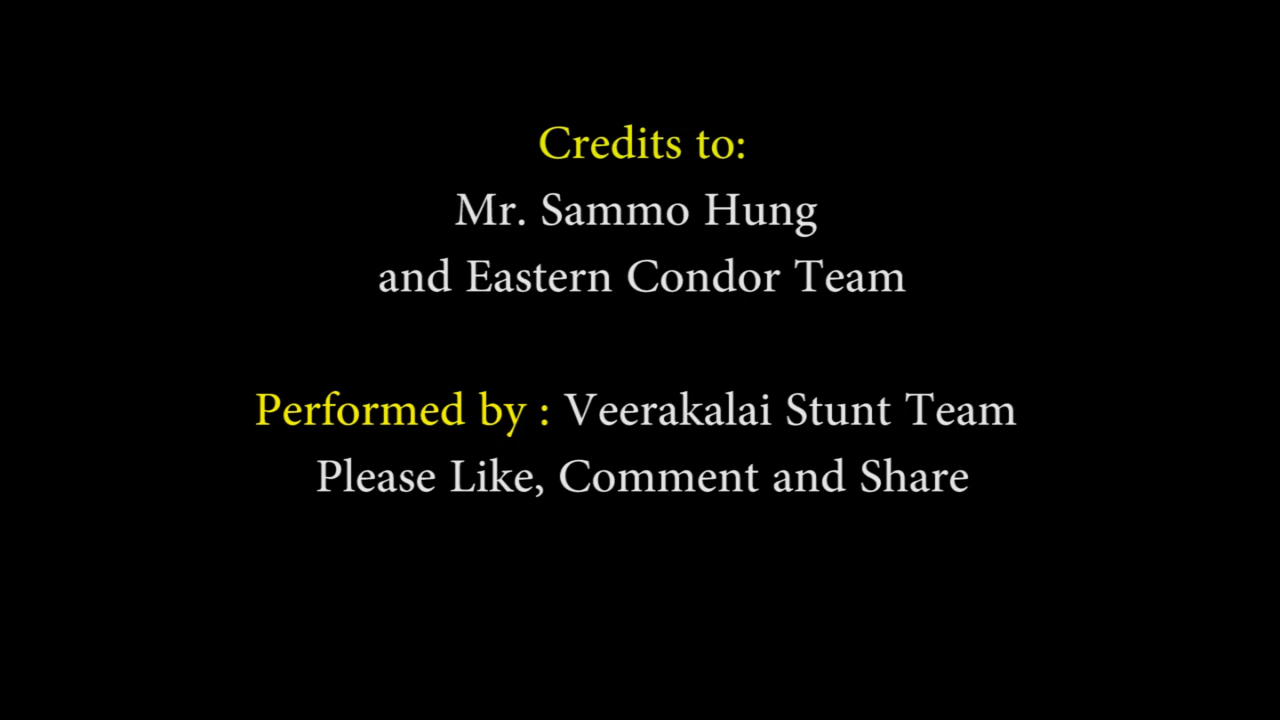 Credits to:
Mr. Sammo Hung
and Eastern Condor Team
Performed by : Veerakalai Stunt Team
Please Like, Comment and Share